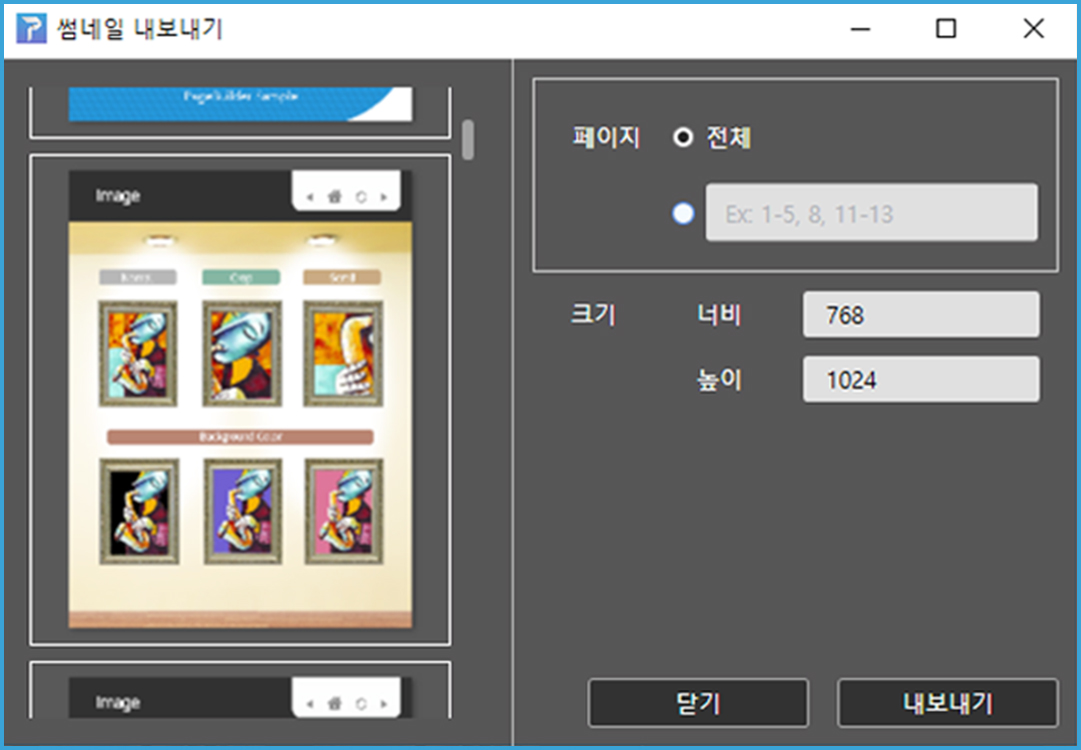 썸네일 내보내기
PageBuilder Sample
Image
Crop
Background Color
Image
페이지 전체
Ex: 1-5, 8, 11-13
크기 너비 768
높이 1024
닫기 내보내기